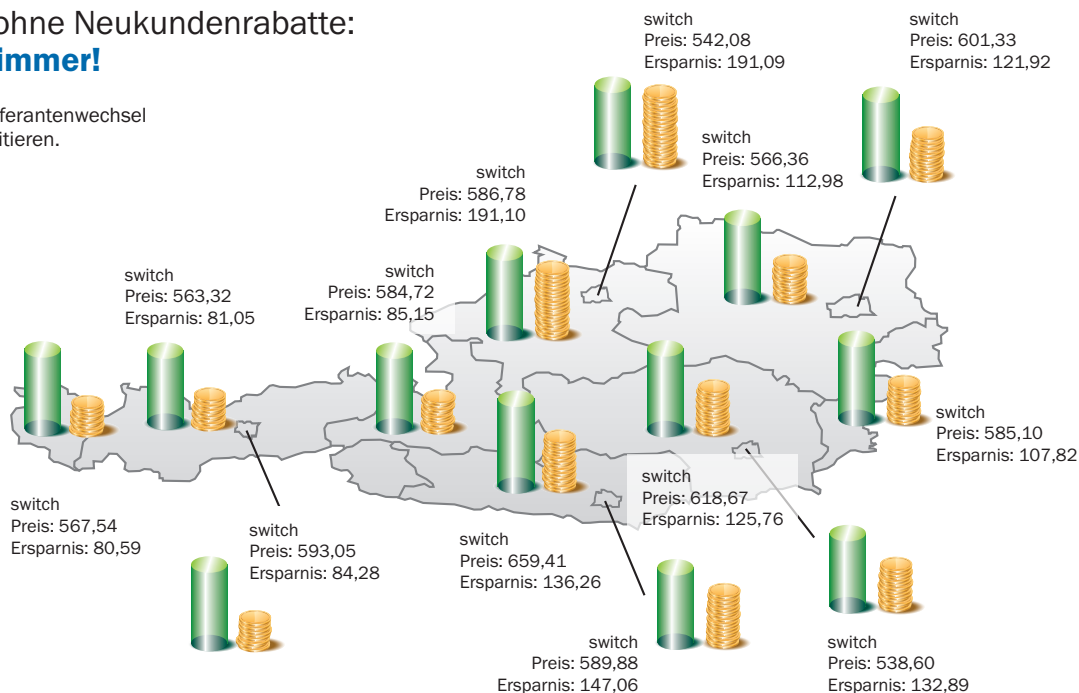 ohne Neukundenrabatte:
immer!
ferantenwechsel
itieren.
switch
Preis: 542,08
Ersparnis: 191,09
switch
Preis: 601,33
Ersparnis: 121,92
switch
Preis: 566,36
Ersparnis: 112,98
switch
Preis: 586,78
Ersparnis: 191,10
switch
Preis: 563,32
Ersparnis: 81,05
switch
Preis: 584,72
Ersparnis: 85,15
switch
Preis: 585,10
Ersparnis: 107,82
switch
Preis: 567,54
Ersparnis: 80,59
switch
Preis: 593,05
Ersparnis: 84,28
switch
Preis: 659,41
Ersparnis: 136,26
switch
Preis: 618,67
Ersparnis: 125,76
switch
Preis: 589,88
Ersparnis: 147,06
switch
Preis: 538,60
Ersparnis: 132,89